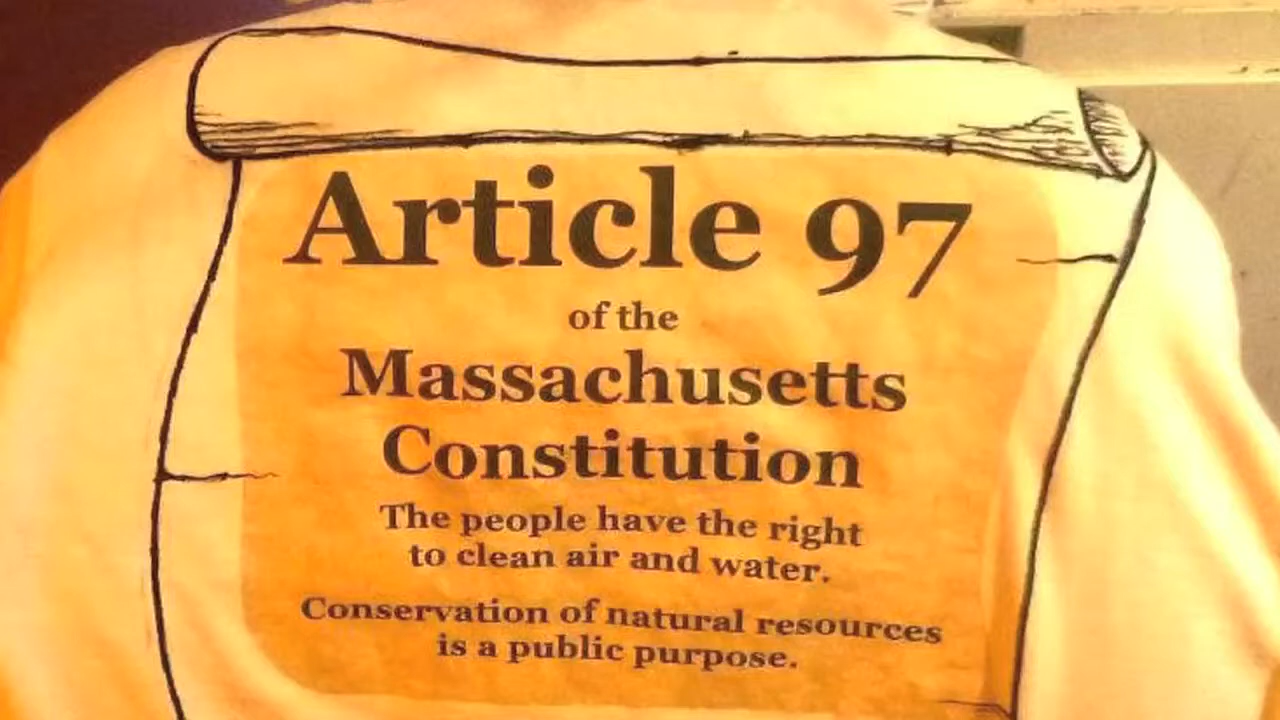 Article 97
of the
Massachusetts
Constitution
The people have the right
to clean air and water.
Conservation of natural resources
is a public purpose.